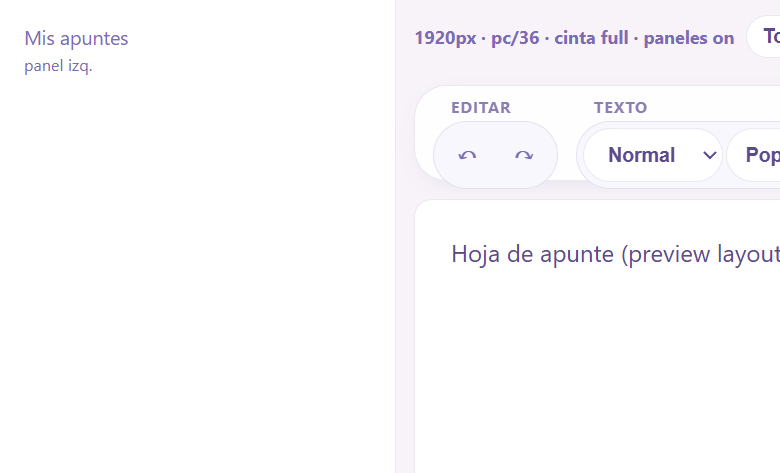 Mis apuntes
panel izq.
1920px · pc/36 · cinta full · paneles on
EDITAR
TEXTO
Normal
Hoja de apunte (preview layout